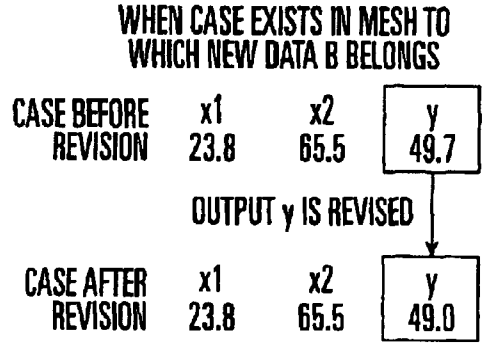 WHEN CASE EXISTS IN MESH TO
WHICH NEW DATA B BELONGS
CASE BEFORE x1 x2 y
REVISION 23.8 65.5 49.7
OUTPUT y IS REVISED
CASE AFTER x1 x2 y
REVISION 23.8 65.5 49.0